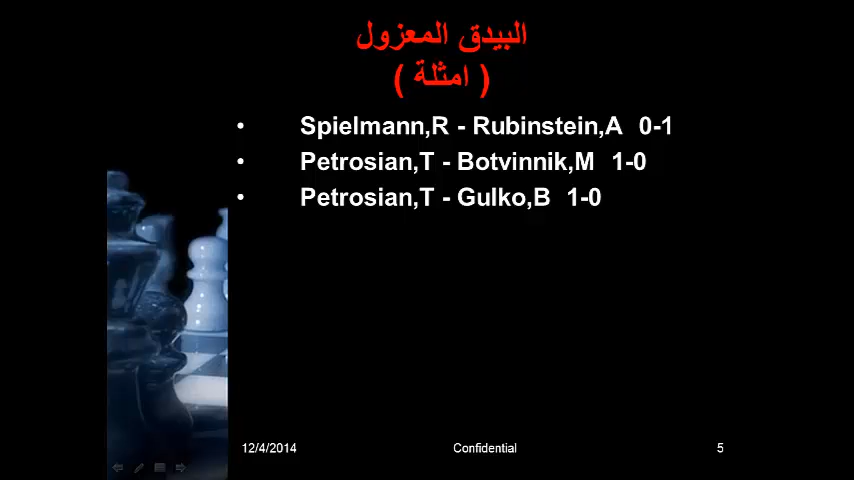 البيدق المعزول
( امثلة )
• Spielmann,R - Rubinstein,A 0-1
• Petrosian,T - Botvinnik,M 1-0
• Petrosian,T - Gulko,B 1-0
12/4/2014 Confidential 5